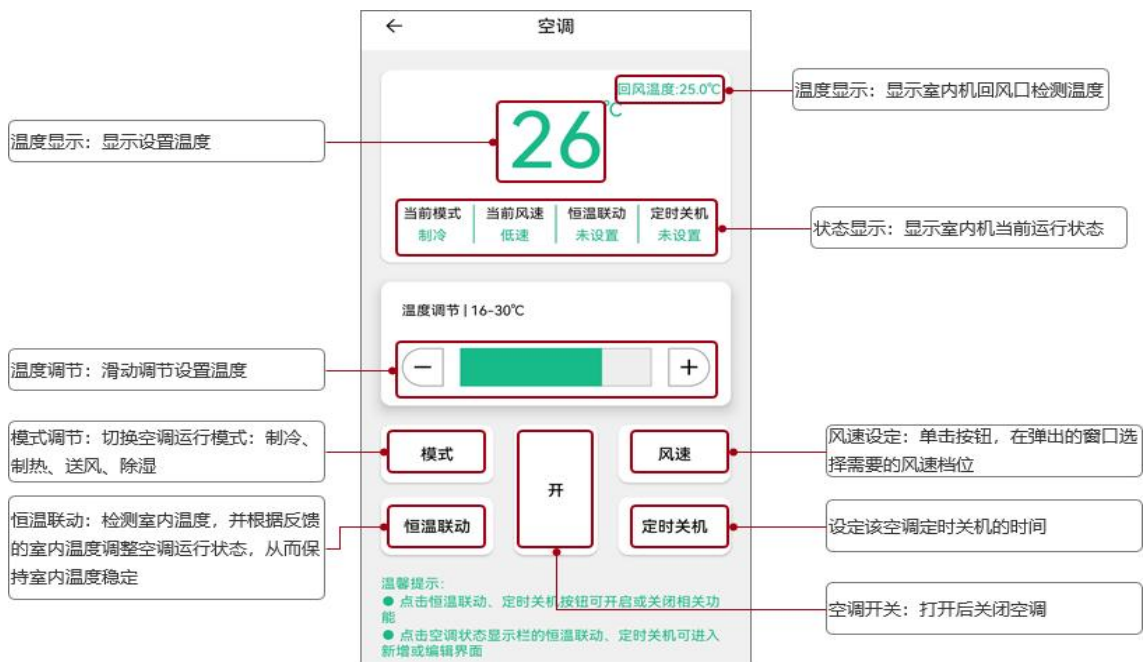 空调
回风温度:25.0℃
温度显示：显示室内机回风口检测温度
26℃
温度显示：显示设置温度
当前模式 当前风速 恒温联动 定时关机
制冷 低速 未设置 未设置
状态显示：显示室内机当前运行状态
温度调节 | 16-30℃
温度调节：滑动调节设置温度
模式调节：切换空调运行模式：制冷、
制热、送风、除湿
模式
开
风速
风速设定：单击按钮，在弹出的窗口选
择需要的风速档位
恒温联动：检测室内温度，并根据反馈
的室内温度调整空调运行状态，从而保
持室内温度稳定
恒温联动
定时关机
设定该空调定时关机的时间
温馨提示:
● 点击恒温联动、定时关机按钮可开启或关闭相关功
能
● 点击空调状态显示栏的恒温联动、定时关机可进入
新增或编辑界面
空调开关：打开后关闭空调